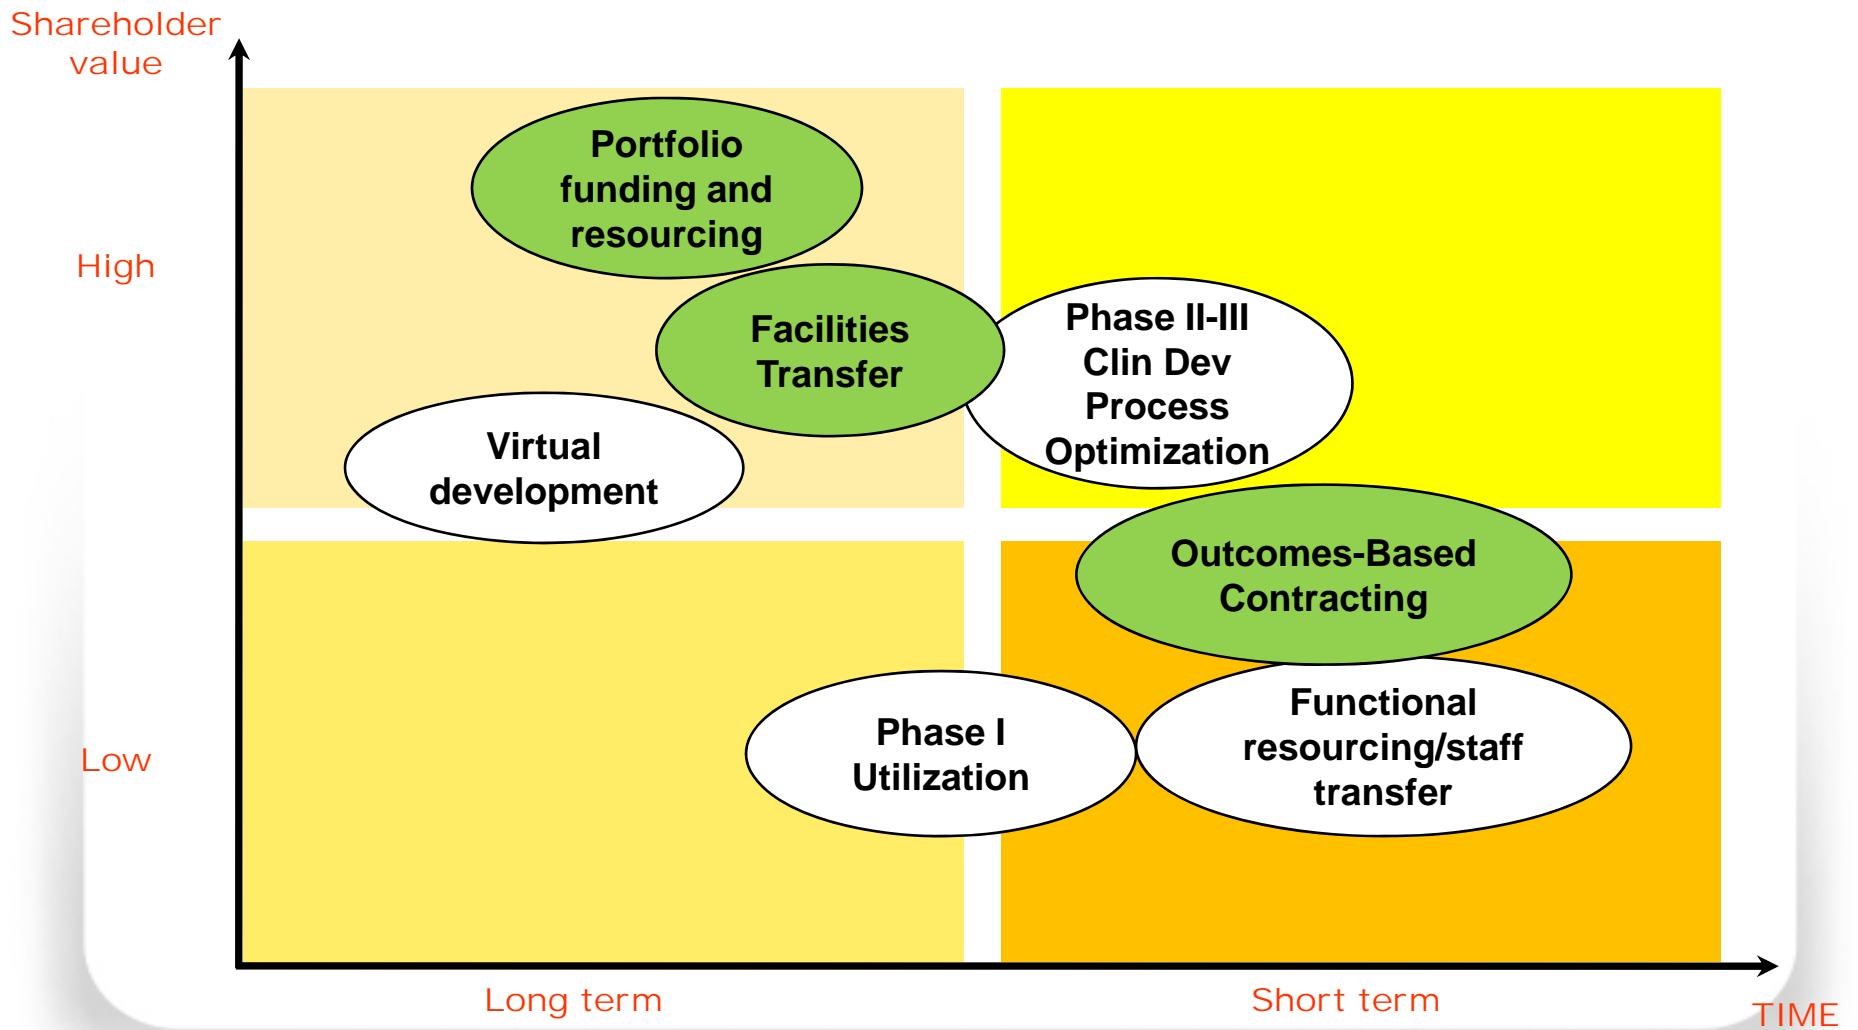 Shareholder
value
Portfolio
funding and
resourcing
High
Facilities
Transfer
Phase II-III
Clin Dev
Process
Optimization
Virtual
development
Outcomes-Based
Contracting
Phase I
Utilization
Functional
resourcing/staff
transfer
Low
Long term
Short term
TIME